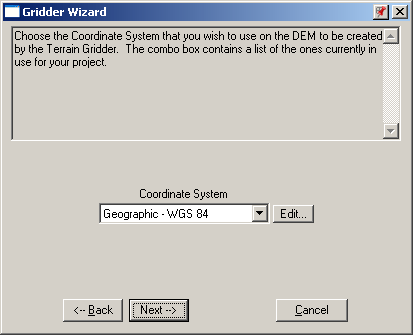 Gridder Wizard
Choose the Coordinate System that you wish to use on the DEM to be created
by the Terrain Gridder.  The combo box contains a list of the ones currently in
use for your project.
Coordinate System
Geographic - WGS 84
Edit...
<-- Back
Next -->
Cancel